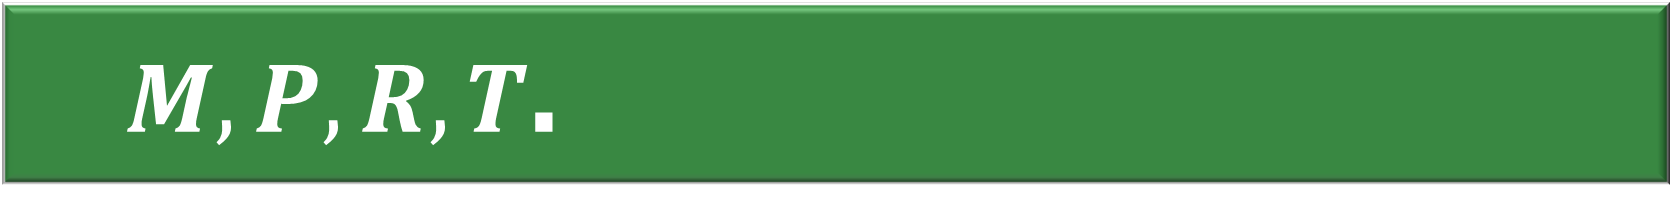 M, P, R, T.